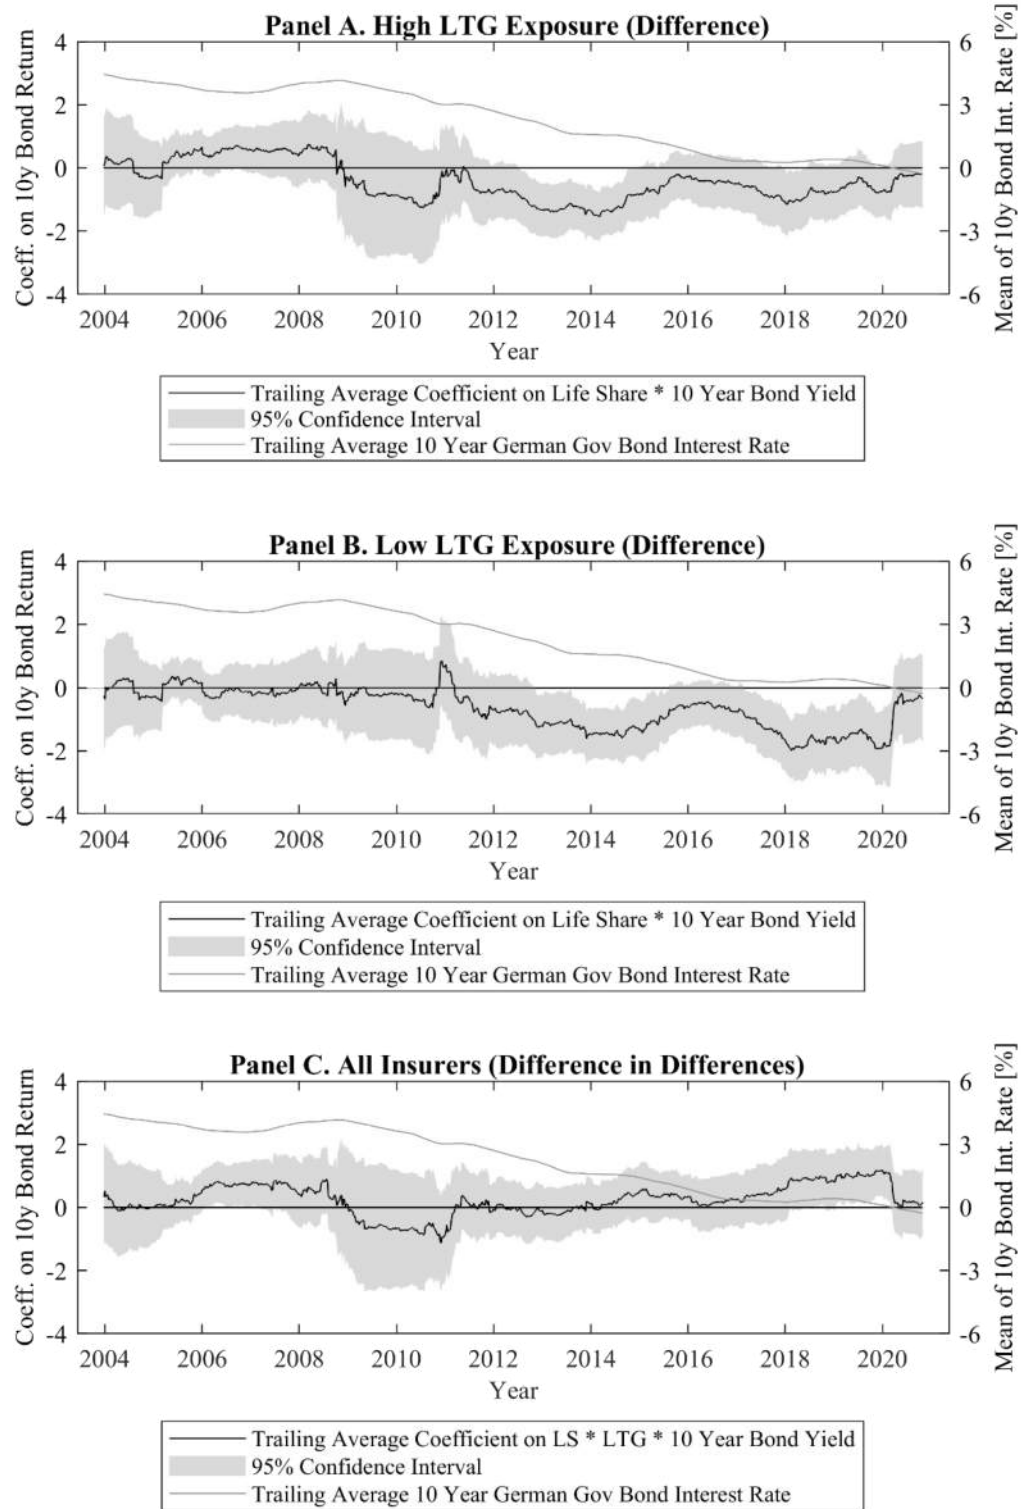 Panel A. High LTG Exposure (Difference)
Coeff. on 10y Bond Return
4
2
0
-2
-4
6
3
0
-3
-6
Mean of 10y Bond Int. Rate [%]
2004 2006 2008 2010 2012 2014 2016 2018 2020
Year
Trailing Average Coefficient on Life Share * 10 Year Bond Yield
95% Confidence Interval
Trailing Average 10 Year German Gov Bond Interest Rate
Panel B. Low LTG Exposure (Difference)
Coeff. on 10y Bond Return
4
2
0
-2
-4
6
3
0
-3
-6
Mean of 10y Bond Int. Rate [%]
2004 2006 2008 2010 2012 2014 2016 2018 2020
Year
Trailing Average Coefficient on Life Share * 10 Year Bond Yield
95% Confidence Interval
Trailing Average 10 Year German Gov Bond Interest Rate
Panel C. All Insurers (Difference in Differences)
Coeff. on 10y Bond Return
4
2
0
-2
-4
6
3
0
-3
-6
Mean of 10y Bond Int. Rate [%]
2004 2006 2008 2010 2012 2014 2016 2018 2020
Year
Trailing Average Coefficient on LS * LTG * 10 Year Bond Yield
95% Confidence Interval
Trailing Average 10 Year German Gov Bond Interest Rate